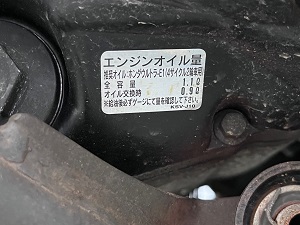 エンジンオイル量
推奨オイル:ホンダウルトラ-E1(4サイクル2輪車用)
全容量 1.1ℓ
オイル交換時 0.9ℓ
※給油後必ずゲージにて量を確認して下さい。
KSV-J10